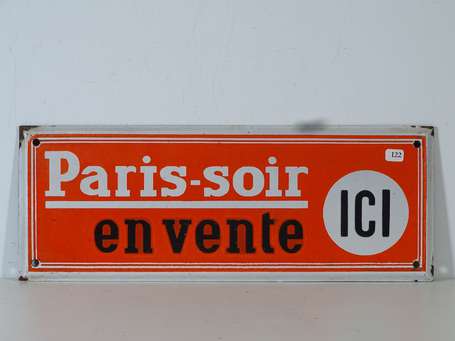 Paris-soir
en vente
ICI
122